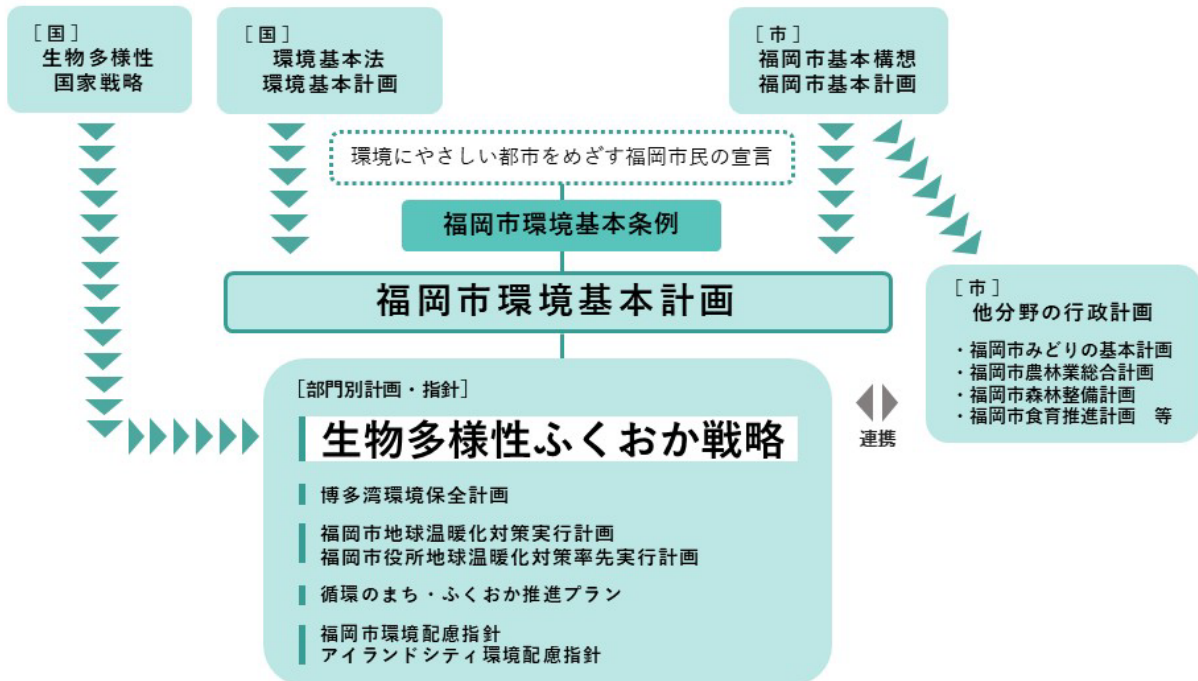 [国]
生物多様性
国家戦略
[国]
環境基本法
環境基本計画
[市]
福岡市基本構想
福岡市基本計画
環境にやさしい都市をめざす福岡市民の宣言
福岡市環境基本条例
福岡市環境基本計画
[市]
他分野の行政計画
・福岡市みどりの基本計画
・福岡市農林業総合計画
・福岡市森林整備計画
・福岡市食育推進計画　等
連携
[部門別計画・指針]
生物多様性ふくおか戦略
博多湾環境保全計画
福岡市地球温暖化対策実行計画
福岡市役所地球温暖化対策率先実行計画
循環のまち・ふくおか推進プラン
福岡市環境配慮指針
アイランドシティ環境配慮指針